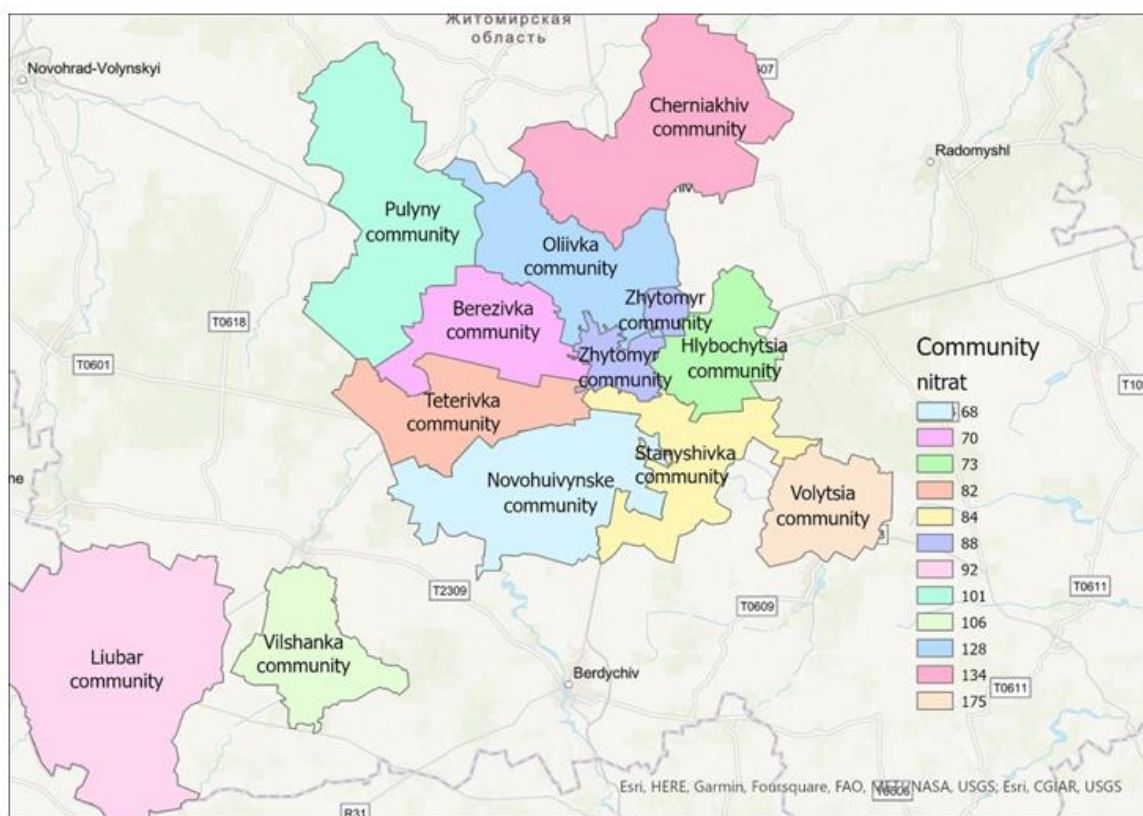 Житомирская
область
Novohrad-Volynskyi
Cherniakhiv
community
Radomyshl
Pulyny
community
Oliivka
community
Berezivka
community
Zhytomyr
community
Zhytomyr
community
Hlybochytsia
community
T0618
T0601
Teterivka
community
Novohuivynske
community
Stanyshivka
community
Volytsia
community
Community
nitrat
68
70
73
82
84
88
92
101
106
128
134
175
T0611
T2309
T0609
Liubar
community
Vilshanka
community
Berdychiv
T0611
Esri, HERE, Garmin, Foursquare, FAO, METI/NASA, USGS; Esri, CGIAR, USGS